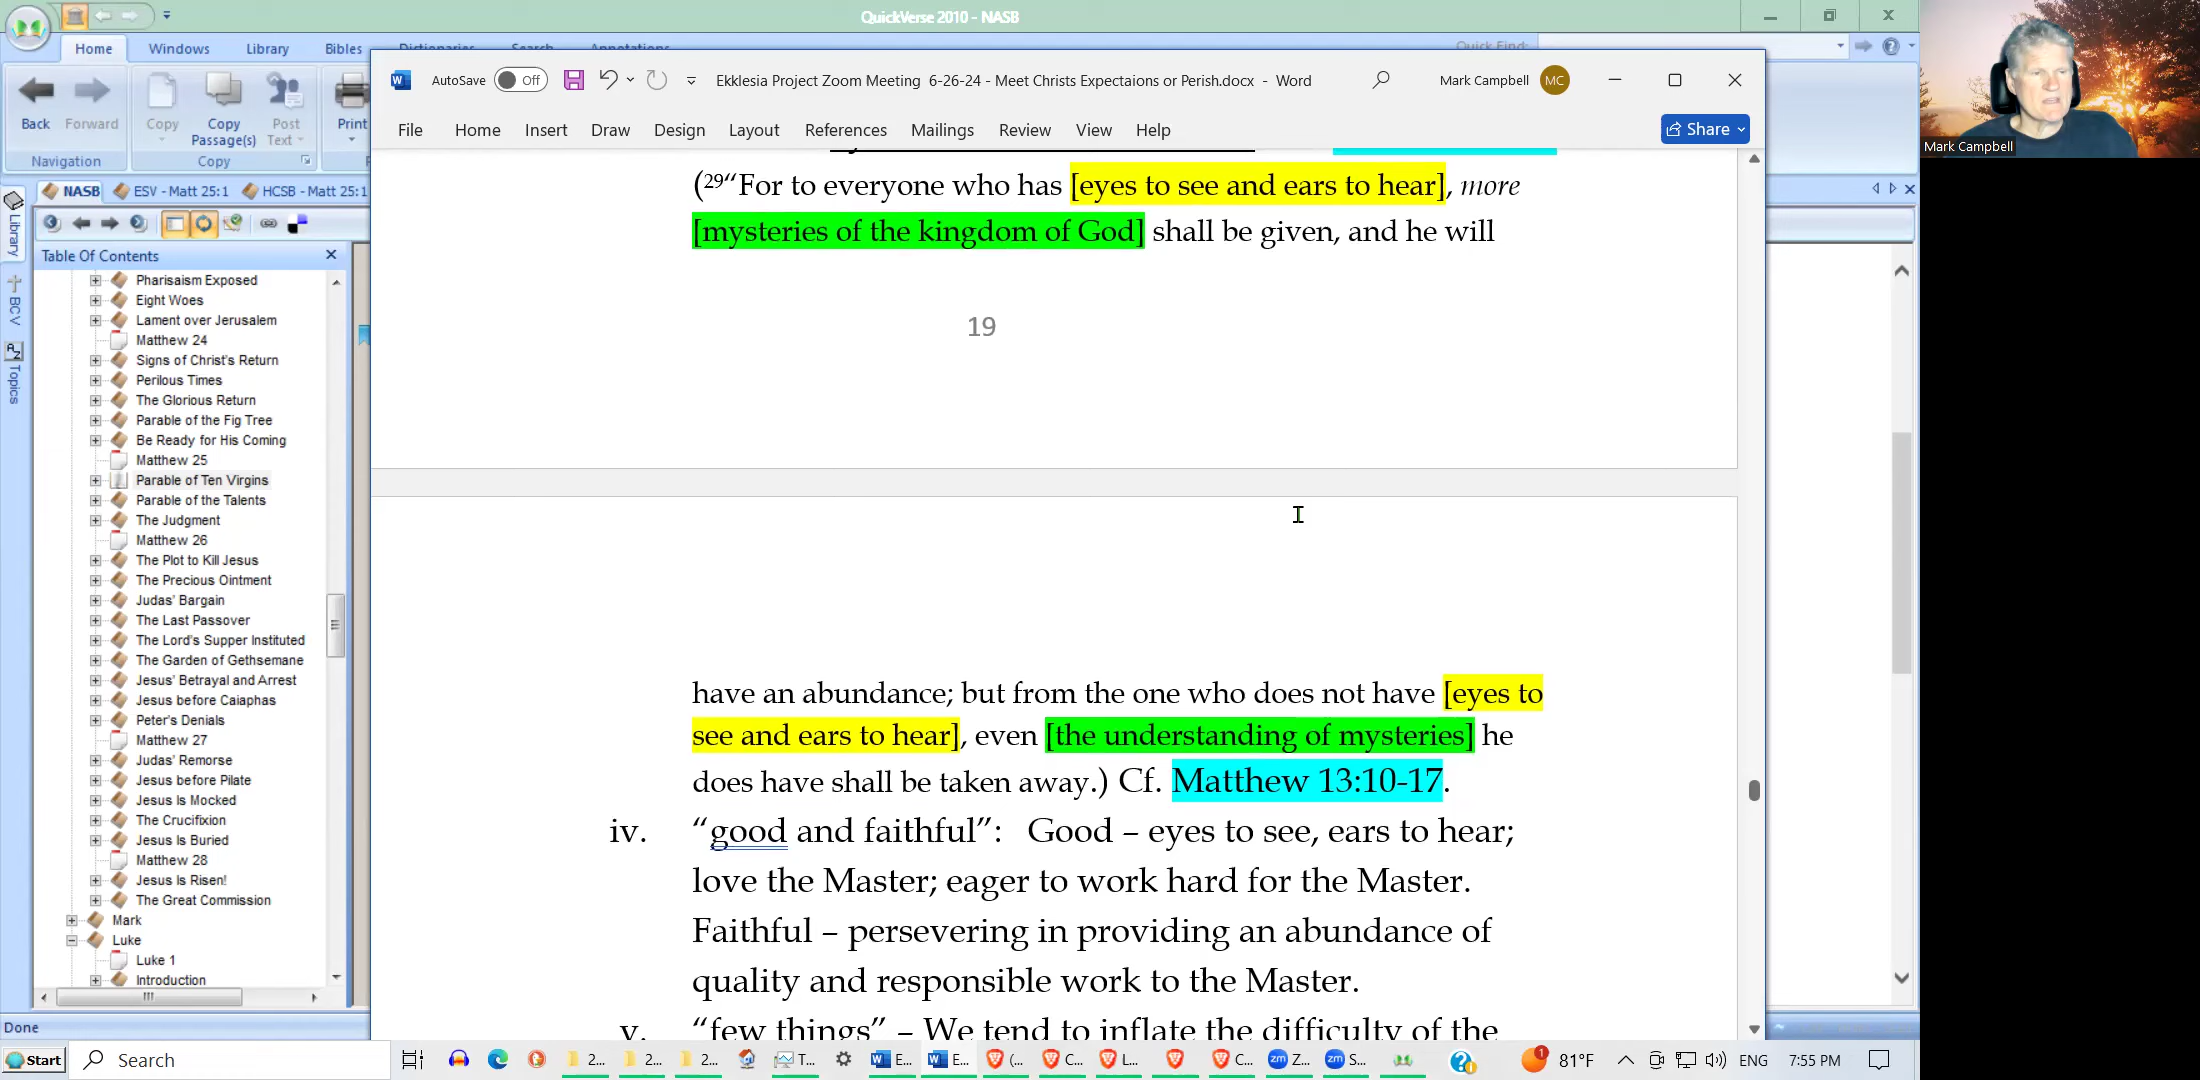 QuickVerse 2010 - NASB
Home Windows Library Bibles Dictionaries Search Annotations Quick Find:
Back Forward Copy Copy Passage(s) Post Text Print
Navigation Copy
NASB ESV - Matt 25:1 HCSB - Matt 25:1
Library
BCV
Topics
Table Of Contents
Pharisaism Exposed
Eight Woes
Lament over Jerusalem
Matthew 24
Signs of Christ's Return
Perilous Times
The Glorious Return
Parable of the Fig Tree
Be Ready for His Coming
Matthew 25
Parable of Ten Virgins
Parable of the Talents
The Judgment
Matthew 26
The Plot to Kill Jesus
The Precious Ointment
Judas' Bargain
The Last Passover
The Lord's Supper Instituted
The Garden of Gethsemane
Jesus' Betrayal and Arrest
Jesus before Caiaphas
Peter's Denials
Matthew 27
Judas' Remorse
Jesus before Pilate
Jesus Is Mocked
The Crucifixion
Jesus Is Buried
Matthew 28
Jesus Is Risen!
The Great Commission
Mark
Luke
Luke 1
Introduction
Done
AutoSave Off Ekklesia Project Zoom Meeting 6-26-24 - Meet Christs Expectaions or Perish.docx - Word Mark Campbell MC
File Home Insert Draw Design Layout References Mailings Review View Help Share
(29“For to everyone who has [eyes to see and ears to hear], more
[mysteries of the kingdom of God] shall be given, and he will
19
have an abundance; but from the one who does not have [eyes to
see and ears to hear], even [the understanding of mysteries] he
does have shall be taken away.) Cf. Matthew 13:10-17.
iv. “good and faithful”: Good – eyes to see, ears to hear;
love the Master; eager to work hard for the Master.
Faithful – persevering in providing an abundance of
quality and responsible work to the Master.
v. “few things” – We tend to inflate the difficulty of the
Mark Campbell
Start Search 2... 2... 2... T... E... E... (... C... L... C... Z... S... 1 81°F ENG 7:55 PM